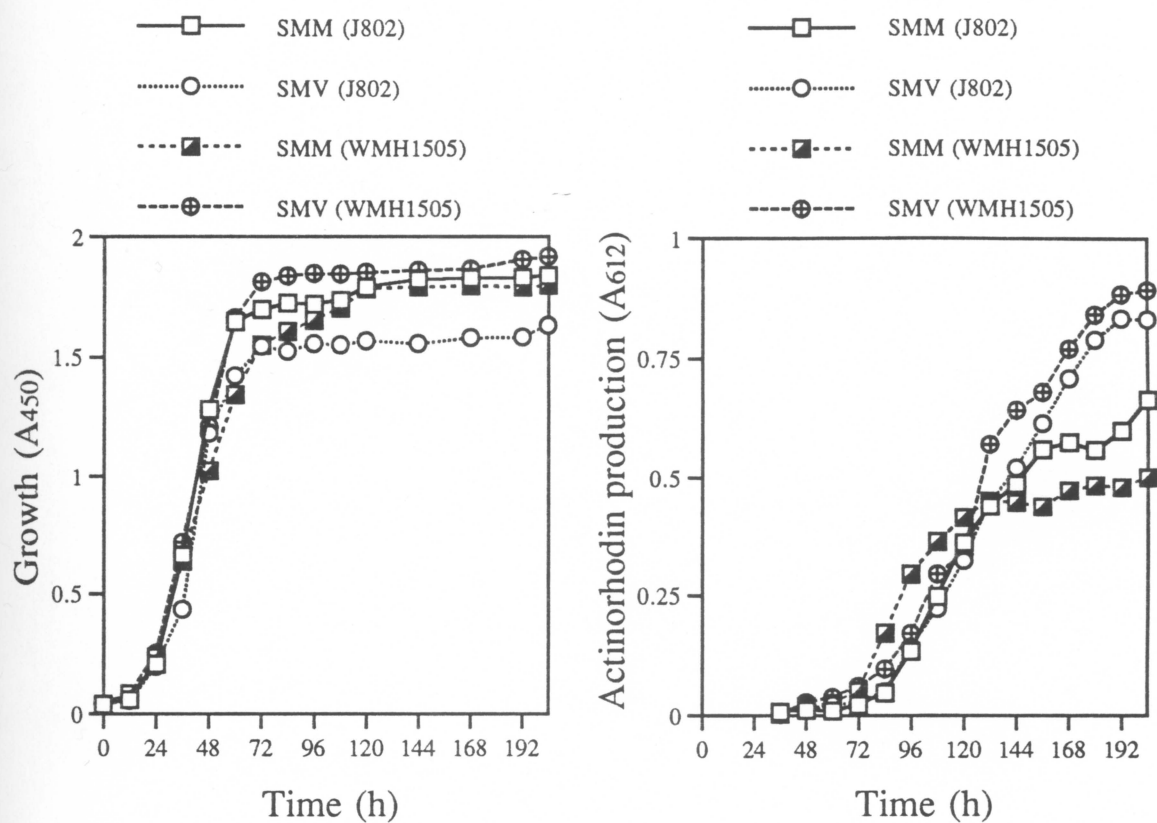 SMM (J802)
SMV (J802)
SMM (WMH1505)
SMV (WMH1505)
SMM (J802)
SMV (J802)
SMM (WMH1505)
SMV (WMH1505)
Growth (A450)
2
1.5
1
0.5
0
0 24 48 72 96 120 144 168 192
Time (h)
Actinorhodin production (A612)
1
0.75
0.5
0.25
0
0 24 48 72 96 120 144 168 192
Time (h)